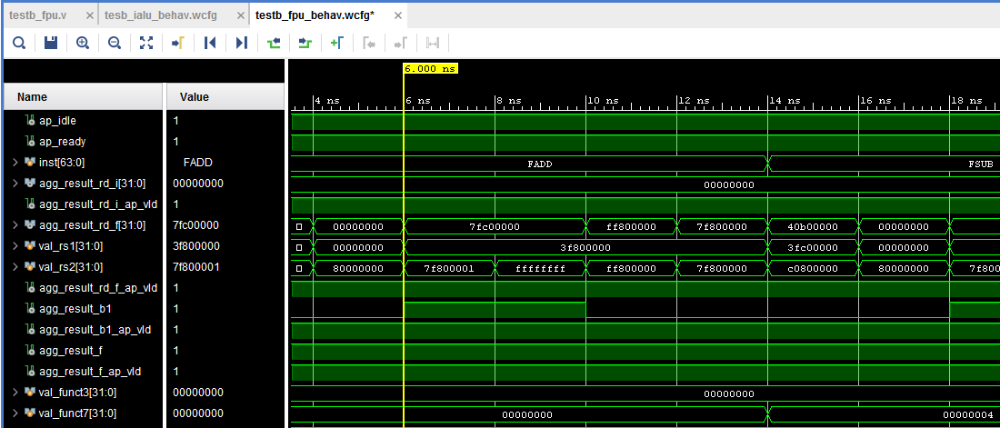 testb_fpu.v × tesb_ialu_behav.wcfg × testb_fpu_behav.wcfg* ×
6.000 ns
Name Value 4 ns 6 ns 8 ns 10 ns 12 ns 14 ns 16 ns 18 ns
ap_idle 1
ap_ready 1
inst[63:0] FADD FADD FSUB
agg_result_rd_i[31:0] 00000000 00000000
agg_result_rd_i_ap_vld 1
agg_result_rd_f[31:0] 7fc00000 00000000 7fc00000 ff800000 7f800000 40b00000 00000000
val_rs1[31:0] 3f800000 00000000 3f800000 3fc00000 00000000
val_rs2[31:0] 7f800001 80000000 7f800001 ffffffff ff800000 7f800000 c0800000 80000000 7f800
agg_result_rd_f_ap_vld 1
agg_result_b1 1
agg_result_b1_ap_vld 1
agg_result_f 1
agg_result_f_ap_vld 1
val_funct3[31:0] 00000000 00000000
val_funct7[31:0] 00000000 00000000 00000004